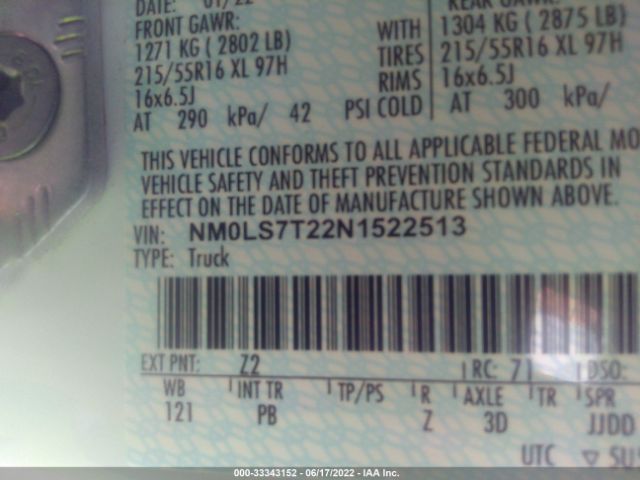 DATE: 01/22
FRONT GAWR:
1271 KG ( 2802 LB)
215/55R16 XL 97H
16x6.5J
AT 290 kPa/ 42 PSI COLD
WITH
TIRES
RIMS
REAR GAWR:
1304 KG ( 2875 LB)
215/55R16 XL 97H
16x6.5J
AT 300 kPa/
THIS VEHICLE CONFORMS TO ALL APPLICABLE FEDERAL MO
VEHICLE SAFETY AND THEFT PREVENTION STANDARDS IN
EFFECT ON THE DATE OF MANUFACTURE SHOWN ABOVE.
VIN: NM0LS7T22N1522513
TYPE: Truck
EXT PNT: Z2 RC: 71 DSO:
WB INT TR TP/PS R AXLE TR SPR
121 PB Z 3D JJDD
UTC
000-33343152 - 06/17/2022 - IAA Inc.